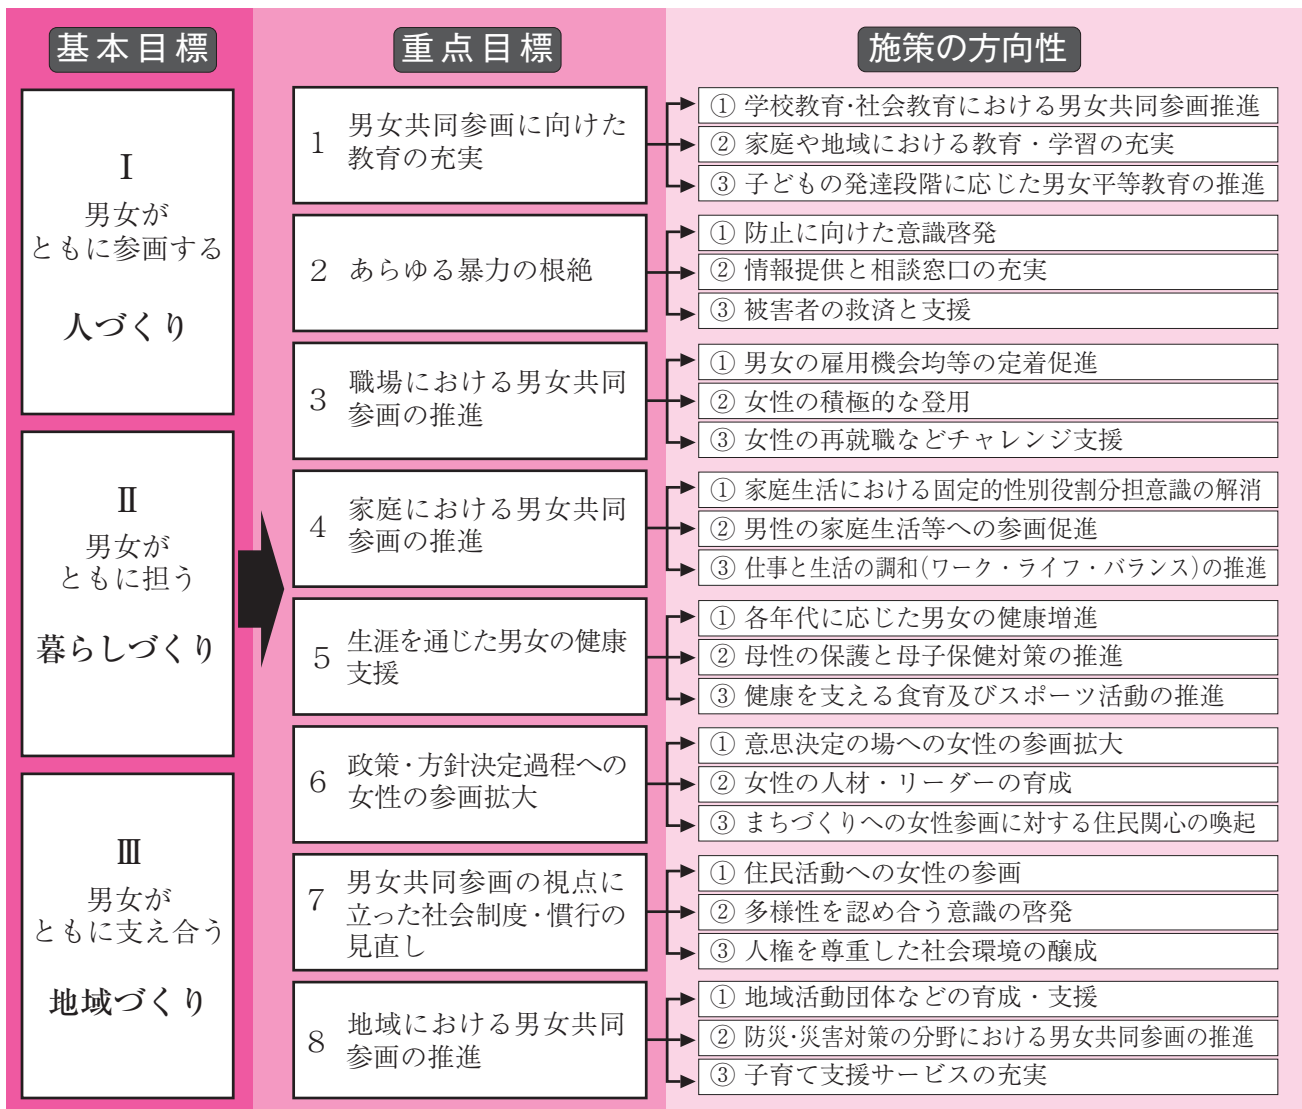 基本目標
重点目標
施策の方向性
Ⅰ
男女が
ともに参画する
人づくり
Ⅱ
男女が
ともに担う
暮らしづくり
Ⅲ
男女が
ともに支え合う
地域づくり
1 男女共同参画に向けた
教育の充実
① 学校教育・社会教育における男女共同参画推進
② 家庭や地域における教育・学習の充実
③ 子どもの発達段階に応じた男女平等教育の推進
2 あらゆる暴力の根絶
① 防止に向けた意識啓発
② 情報提供と相談窓口の充実
③ 被害者の救済と支援
3 職場における男女共同
参画の推進
① 男女の雇用機会均等の定着促進
② 女性の積極的な登用
③ 女性の再就職などチャレンジ支援
4 家庭における男女共同
参画の推進
① 家庭生活における固定的性別役割分担意識の解消
② 男性の家庭生活等への参画促進
③ 仕事と生活の調和(ワーク・ライフ・バランス)の推進
5 生涯を通じた男女の健康
支援
① 各年代に応じた男女の健康増進
② 母性の保護と母子保健対策の推進
③ 健康を支える食育及びスポーツ活動の推進
6 政策・方針決定過程への
女性の参画拡大
① 意思決定の場への女性の参画拡大
② 女性の人材・リーダーの育成
③ まちづくりへの女性参画に対する住民関心の喚起
7 男女共同参画の視点に
立った社会制度・慣行の
見直し
① 住民活動への女性の参画
② 多様性を認め合う意識の啓発
③ 人権を尊重した社会環境の醸成
8 地域における男女共同
参画の推進
① 地域活動団体などの育成・支援
② 防災・災害対策の分野における男女共同参画の推進
③ 子育て支援サービスの充実